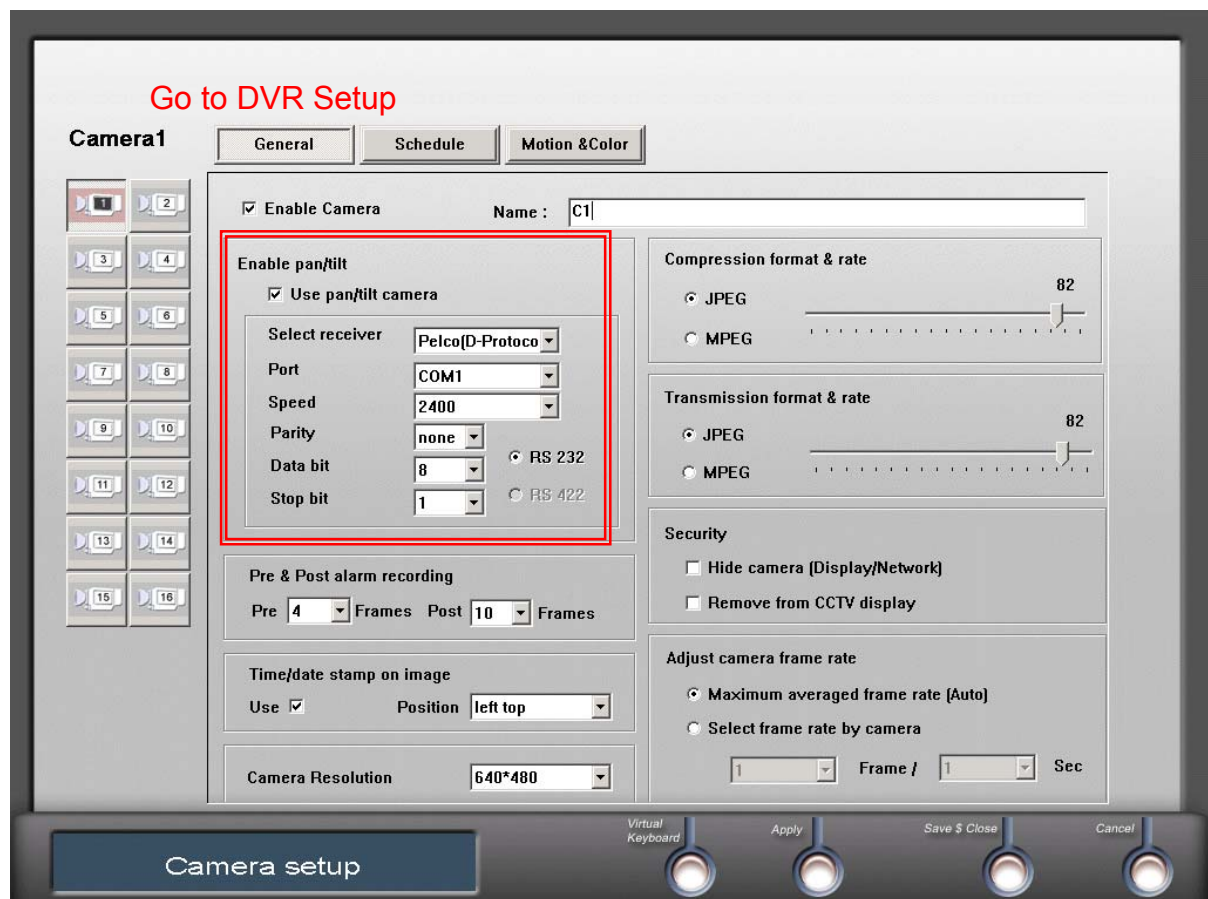 Go to DVR Setup
Camera1
General Schedule Motion &Color
1 2
3 4
5 6
7 8
9 10
11 12
13 14
15 16
Enable Camera Name : C1
Enable pan/tilt
Use pan/tilt camera
Select receiver Pelco(D-Protoco
Port COM1
Speed 2400
Parity none
Data bit 8
Stop bit 1
RS 232
RS 422
Pre & Post alarm recording
Pre 4 Frames Post 10 Frames
Time/date stamp on image
Use Position left top
Camera Resolution 640*480
Compression format & rate
82
JPEG
MPEG
Transmission format & rate
82
JPEG
MPEG
Security
Hide camera (Display/Network)
Remove from CCTV display
Adjust camera frame rate
Maximum averaged frame rate (Auto)
Select frame rate by camera
1 Frame / 1 Sec
Camera setup
Virtual
Keyboard
Apply
Save $ Close
Cancel